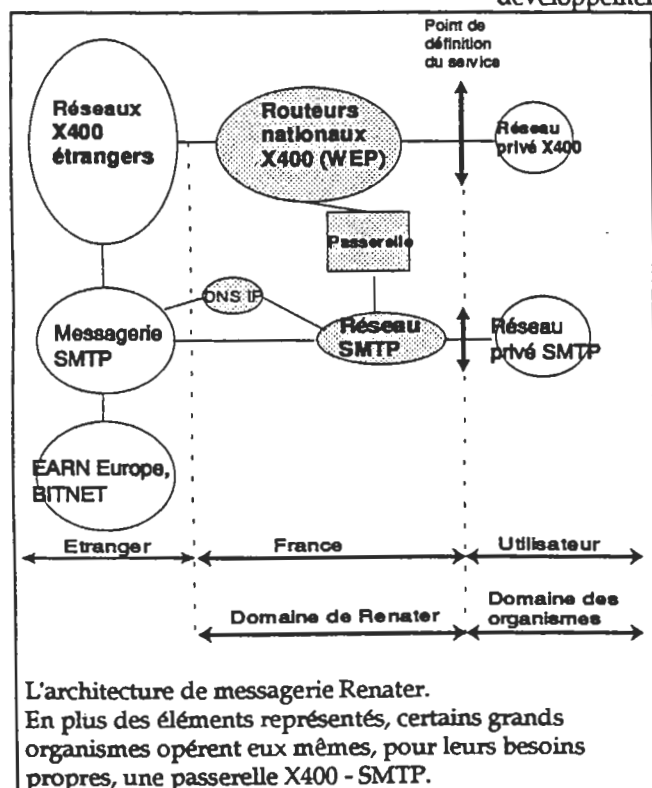 développemen
Point de
définition
du service
Réseaux
X400
étrangers
Routeurs
nationaux
X400 (WEP)
Réseau
privé X400
Passerelle
DNS IP
Messagerie
SMTP
Réseau
SMTP
Réseau
privé SMTP
EARN Europe,
BITNET
Etranger
France
Utilisateur
Domaine de Renater
Domaine des
organismes
L'architecture de messagerie Renater.
En plus des éléments représentés, certains grands
organismes opérent eux mêmes, pour leurs besoins
propres, une passerelle X400 - SMTP.